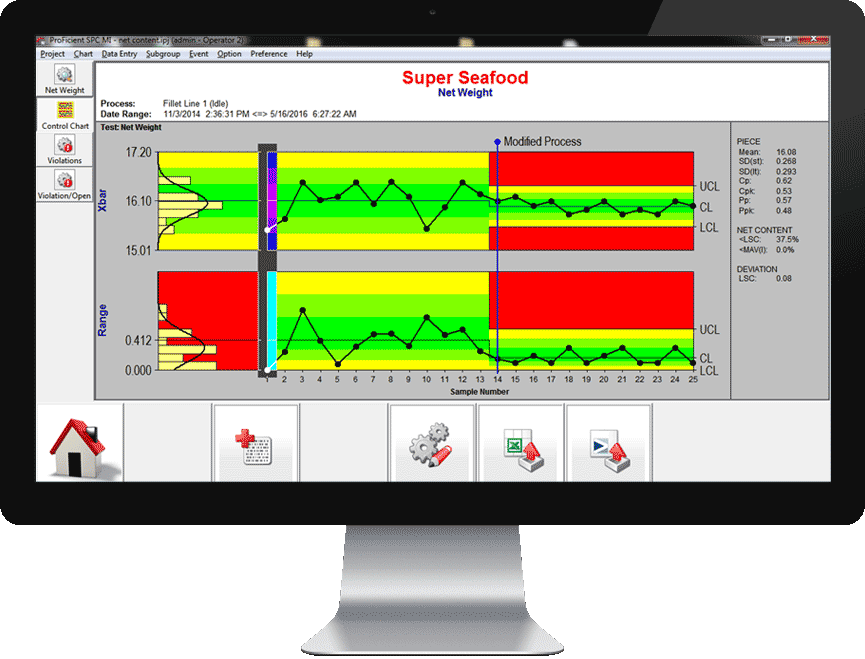 ProFicient SPC MI - net content.ipj (admin - Operator 2)
Project Chart Data Entry Subgroup Event Option Preference Help
Net Weight
Control Chart
Violations
Violation/Open
Super Seafood
Net Weight
Process: Fillet Line 1 (Idle)
Date Range: 11/3/2014 2:36:31 PM <=> 5/16/2016 6:27:22 AM
Test: Net Weight
Modified Process
17.20
Xbar
16.10
15.01
UCL
CL
LCL
Range
0.412
0.000
UCL
CL
LCL
2 3 4 5 6 7 8 9 10 11 12 13 14 15 16 17 18 19 20 21 22 23 24 25
Sample Number
PIECE
Mean: 16.08
SD(st): 0.268
SD(lt): 0.293
Cp: 0.62
Cpk: 0.53
Pp: 0.57
Ppk: 0.48
NET CONTENT
<LSC: 37.5%
<MAV(I): 0.0%
DEVIATION
LSC: 0.08